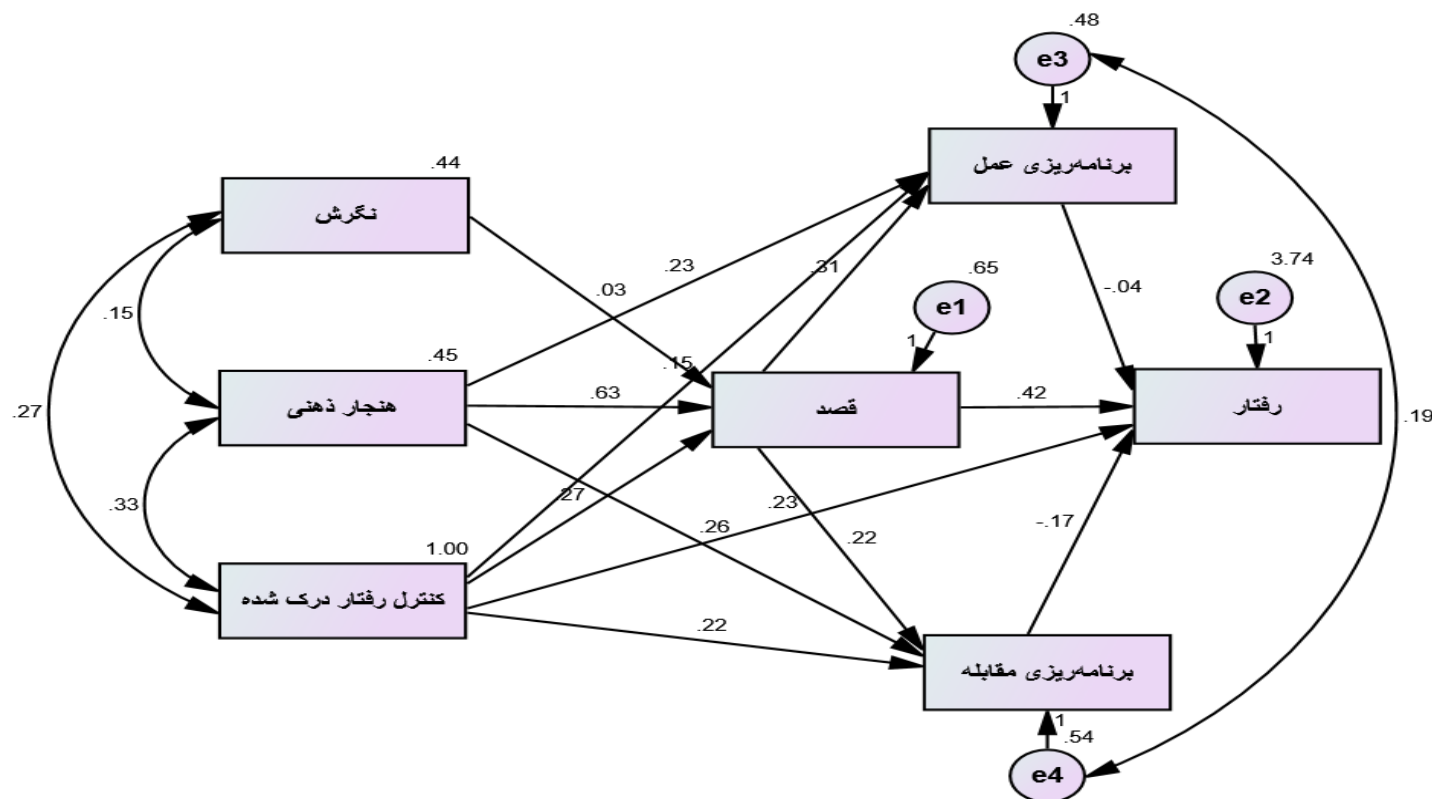 .48
e3
1
برنامه‌ریزی عمل
.44
نگرش
.31
.23
.65
3.74
.03
e1
e2
-.04
.15
1
1
.45
.15
هنجار ذهنی
.63
قصد
.42
رفتار
.27
.19
.27
.23
.33
.26
.22
-.17
1.00
کنترل رفتار درک شده
.22
برنامه‌ریزی مقابله
1
.54
e4